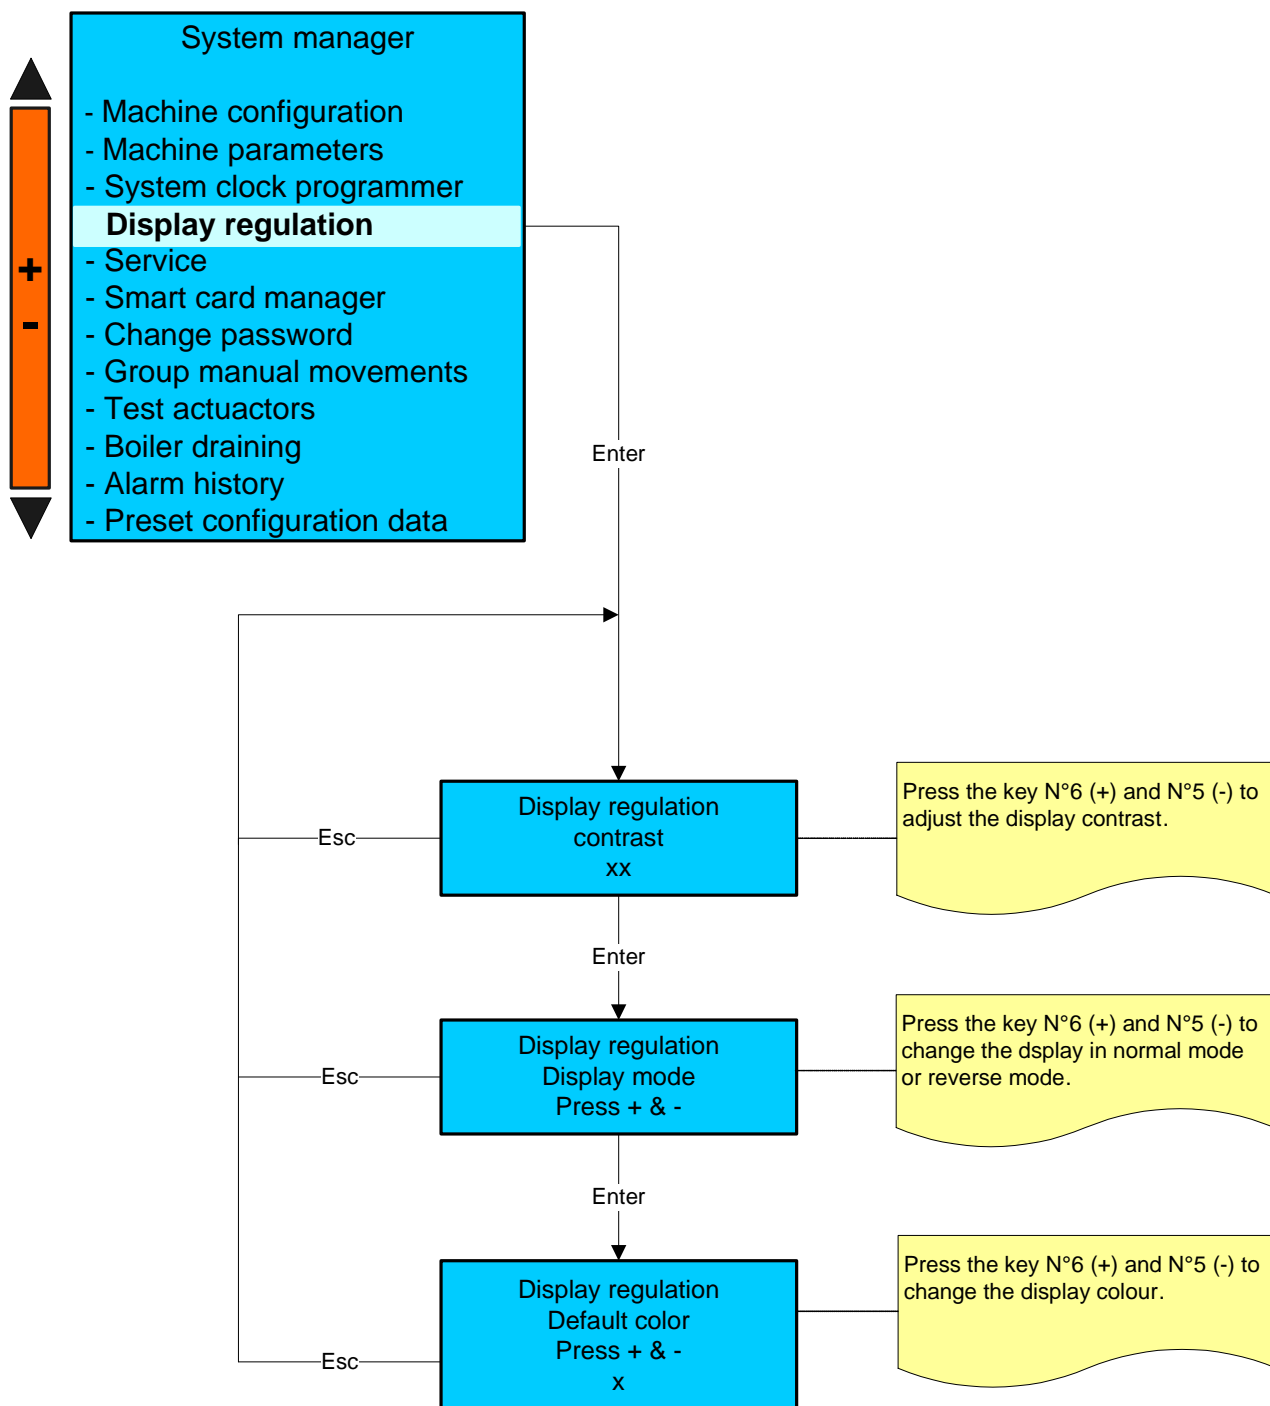 System manager
- Machine configuration
- Machine parameters
- System clock programmer
Display regulation
- Service
- Smart card manager
- Change password
- Group manual movements
- Test actuactors
- Boiler draining
- Alarm history
- Preset configuration data
+
-
Enter
Display regulation
contrast
xx
Esc
Press the key N°6 (+) and N°5 (-) to
adjust the display contrast.
Enter
Display regulation
Display mode
Press + & -
Esc
Press the key N°6 (+) and N°5 (-) to
change the dsplay in normal mode
or reverse mode.
Enter
Display regulation
Default color
Press + & -
x
Esc
Press the key N°6 (+) and N°5 (-) to
change the display colour.